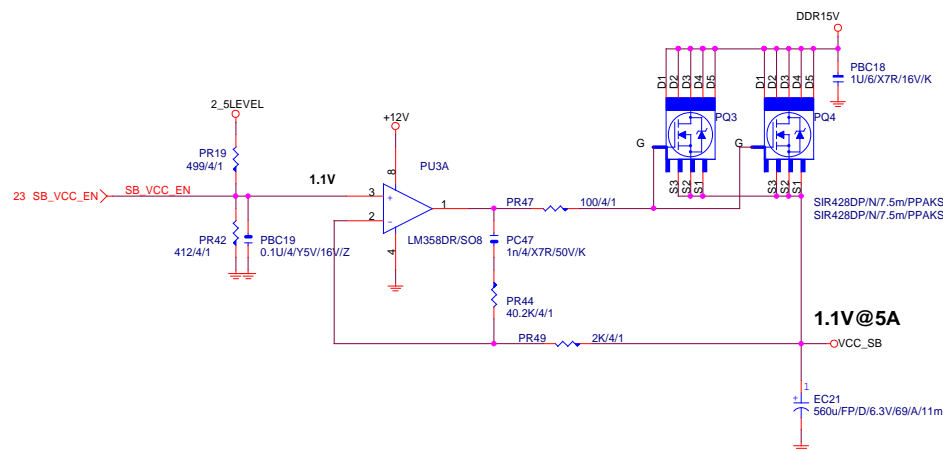 DDR15V
D1
D2
D3
D4
D5
D1
D2
D3
D4
D5
PBC18
1U/6/X7R/16V/K
2_5LEVEL
+12V
PQ3
PQ4
PR19
499/4/1
8
PU3A
G
G
1.1V
23 SB_VCC_EN
SB_VCC_EN
3
+
1
2
-
PR47
100/4/1
S3
S2
S1
S3
S2
S1
SIR428DP/N/7.5m/PPAKS
SIR428DP/N/7.5m/PPAKS
PR42
412/4/1
PBC19
0.1U/4/Y5V/16V/Z
4
LM358DR/SO8
PC47
1n/4/X7R/50V/K
PR44
40.2K/4/1
1.1V@5A
PR49
2K/4/1
VCC_SB
1
+
EC21
560u/FP/D/6.3V/69/A/11m